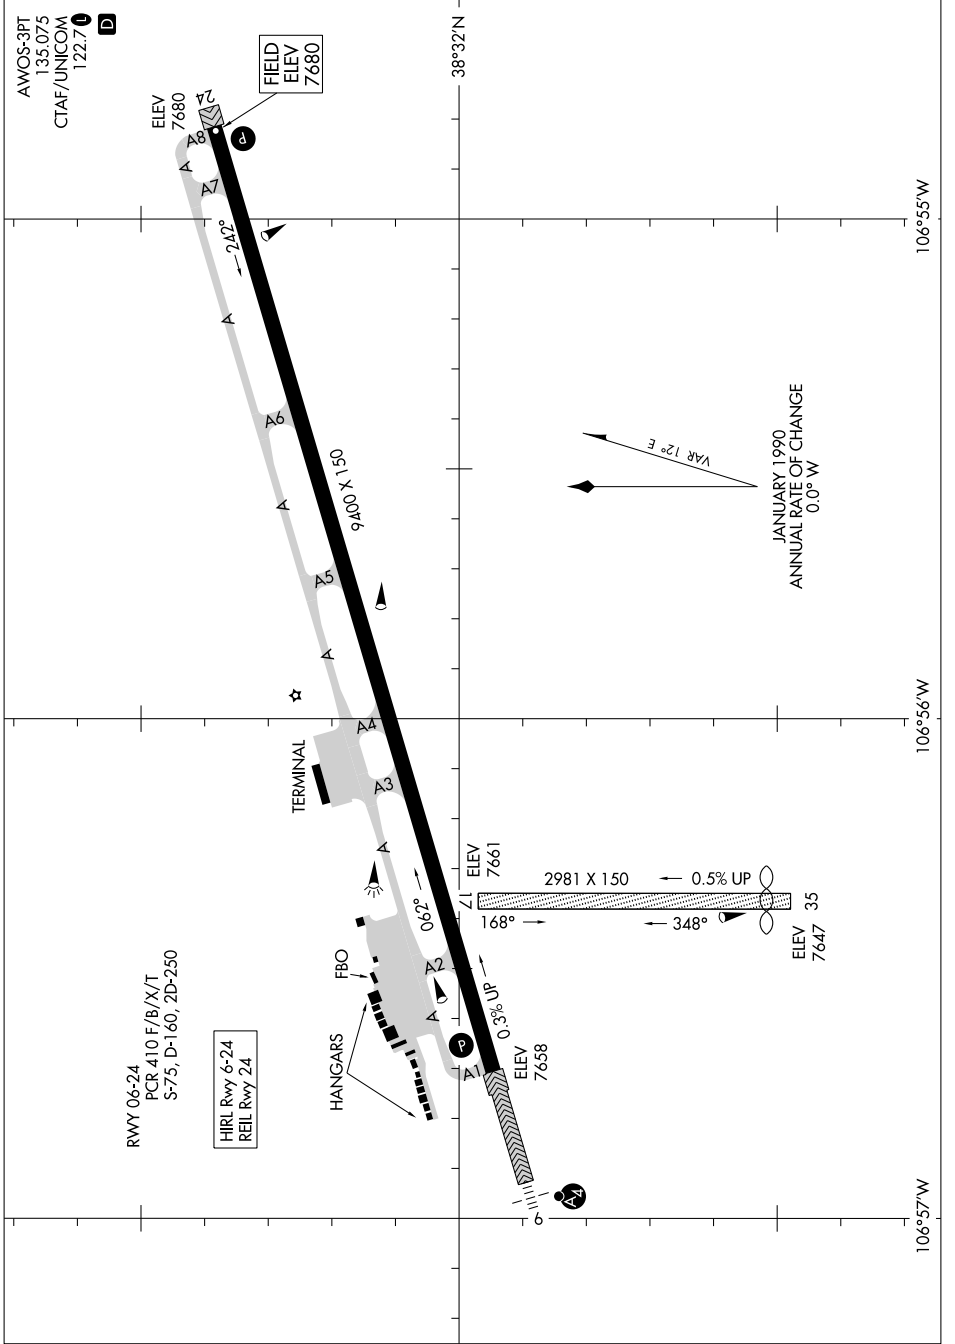 AWOS-3PT
135.075
CTAF/UNICOM
122.7 L
D
FIELD
ELEV
7680
ELEV
7680
24
P
38°32'N
A8
A
A7
242°
A
106°55'W
A6
A
9400 X 150
VAR 12° E
JANUARY 1990
ANNUAL RATE OF CHANGE
0.0° W
A5
A
A4
TERMINAL
A3
A
106°56'W
062°
ELEV
7661
17
2981 X 150
0.5% UP
168°
348°
35
ELEV
7647
FBO
A2
A
0.3% UP
HANGARS
P
A1
ELEV
7658
RWY 06-24
PCR 410 F/B/X/T
S-75, D-160, 2D-250
HIRL Rwy 6-24
REIL Rwy 24
A4
6
106°57'W